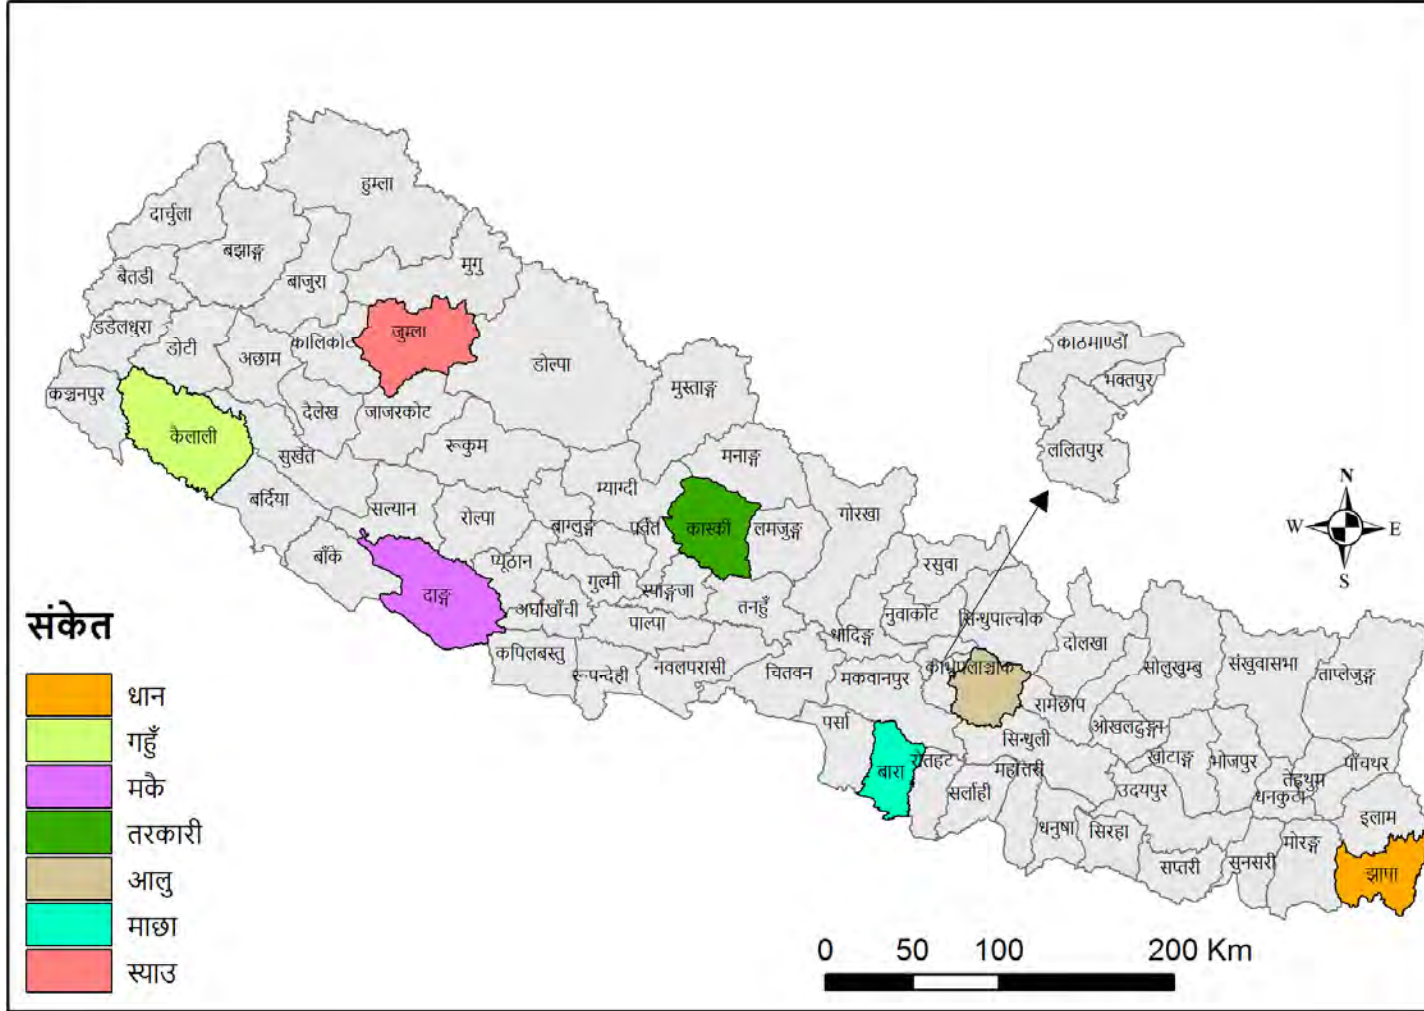 हुम्ला
दार्चुला
बझाङ्ग
मुगु
बैतडी
बाजुरा
डडेलधुरा
जुम्ला
काठमाण्डौं
डोटी
कालिकोट
अछाम
डोल्पा
भक्तपुर
मुस्ताङ्ग
कञ्चनपुर
दैलेख
जाजरकोट
कैलाली
रूकुम
सुर्खेत
मनाङ्ग
ललितपुर
बर्दिया
म्याग्दी
N
सल्यान
रोल्पा
बाग्लुङ्ग
पर्वत
कास्की
लमजुङ्ग
गोरखा
W
E
बाँके
प्यूठान
रसुवा
S
गुल्मी
स्याङ्गजा
दाङ्ग
अर्घाखाँची
तनहुँ
नुवाकोट
सिन्धुपाल्चोक
संकेत
पाल्पा
धादिङ्ग
दोलखा
कपिलबस्तु
रूपन्देही
नवलपरासी
चितवन
मकवानपुर
काभ्रेपलाञ्चोक
सोलुखुम्बु
संखुवासभा
ताप्लेजुङ्ग
धान
रामेछाप
पर्सा
ओखलढुङ्गा
गहुँ
सिन्धुली
बारा
रौतहट
महोत्तरी
खोटाङ्ग
भोजपुर
पाँचथर
तेह्रथुम
मकै
सर्लाही
उदयपुर
धनकुटा
इलाम
तरकारी
धनुषा
सिरहा
मोरङ्ग
सप्तरी
सुनसरी
झापा
आलु
माछा
0 50 100 200 Km
स्याउ